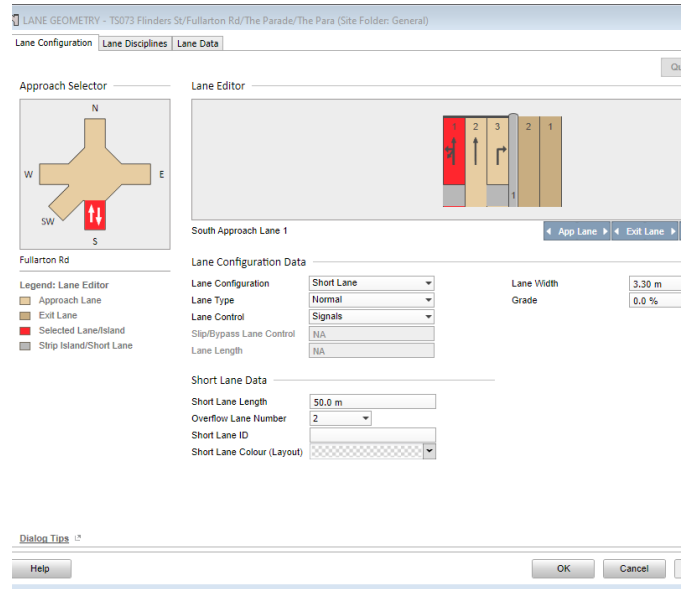 LANE GEOMETRY - TS073 Flinders St/Fullarton Rd/The Parade/The Para (Site Folder: General)
Lane Configuration Lane Disciplines Lane Data
Qu
Approach Selector
Lane Editor
N
W
E
SW
S
1 2 3 2 1
1
South Approach Lane 1
App Lane Exit Lane
Fullarton Rd
Legend: Lane Editor
Approach Lane
Exit Lane
Selected Lane/Island
Strip Island/Short Lane
Lane Configuration Data
Lane Configuration Short Lane
Lane Type Normal
Lane Control Signals
Slip/Bypass Lane Control NA
Lane Length NA
Lane Width 3.30 m
Grade 0.0 %
Short Lane Data
Short Lane Length 50.0 m
Overflow Lane Number 2
Short Lane ID
Short Lane Colour (Layout)
Dialog Tips
Help
OK
Cancel